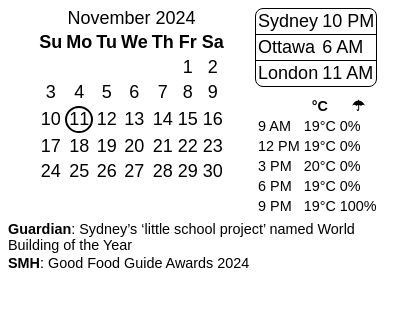 November 2024
Su Mo Tu We Th Fr Sa
1 2
3 4 5 6 7 8 9
10 11 12 13 14 15 16
17 18 19 20 21 22 23
24 25 26 27 28 29 30
Sydney 10 PM
Ottawa 6 AM
London 11 AM
°C ☂
9 AM 19°C 0%
12 PM 19°C 0%
3 PM 20°C 0%
6 PM 19°C 0%
9 PM 19°C 100%
Guardian: Sydney’s ‘little school project’ named World
Building of the Year
SMH: Good Food Guide Awards 2024